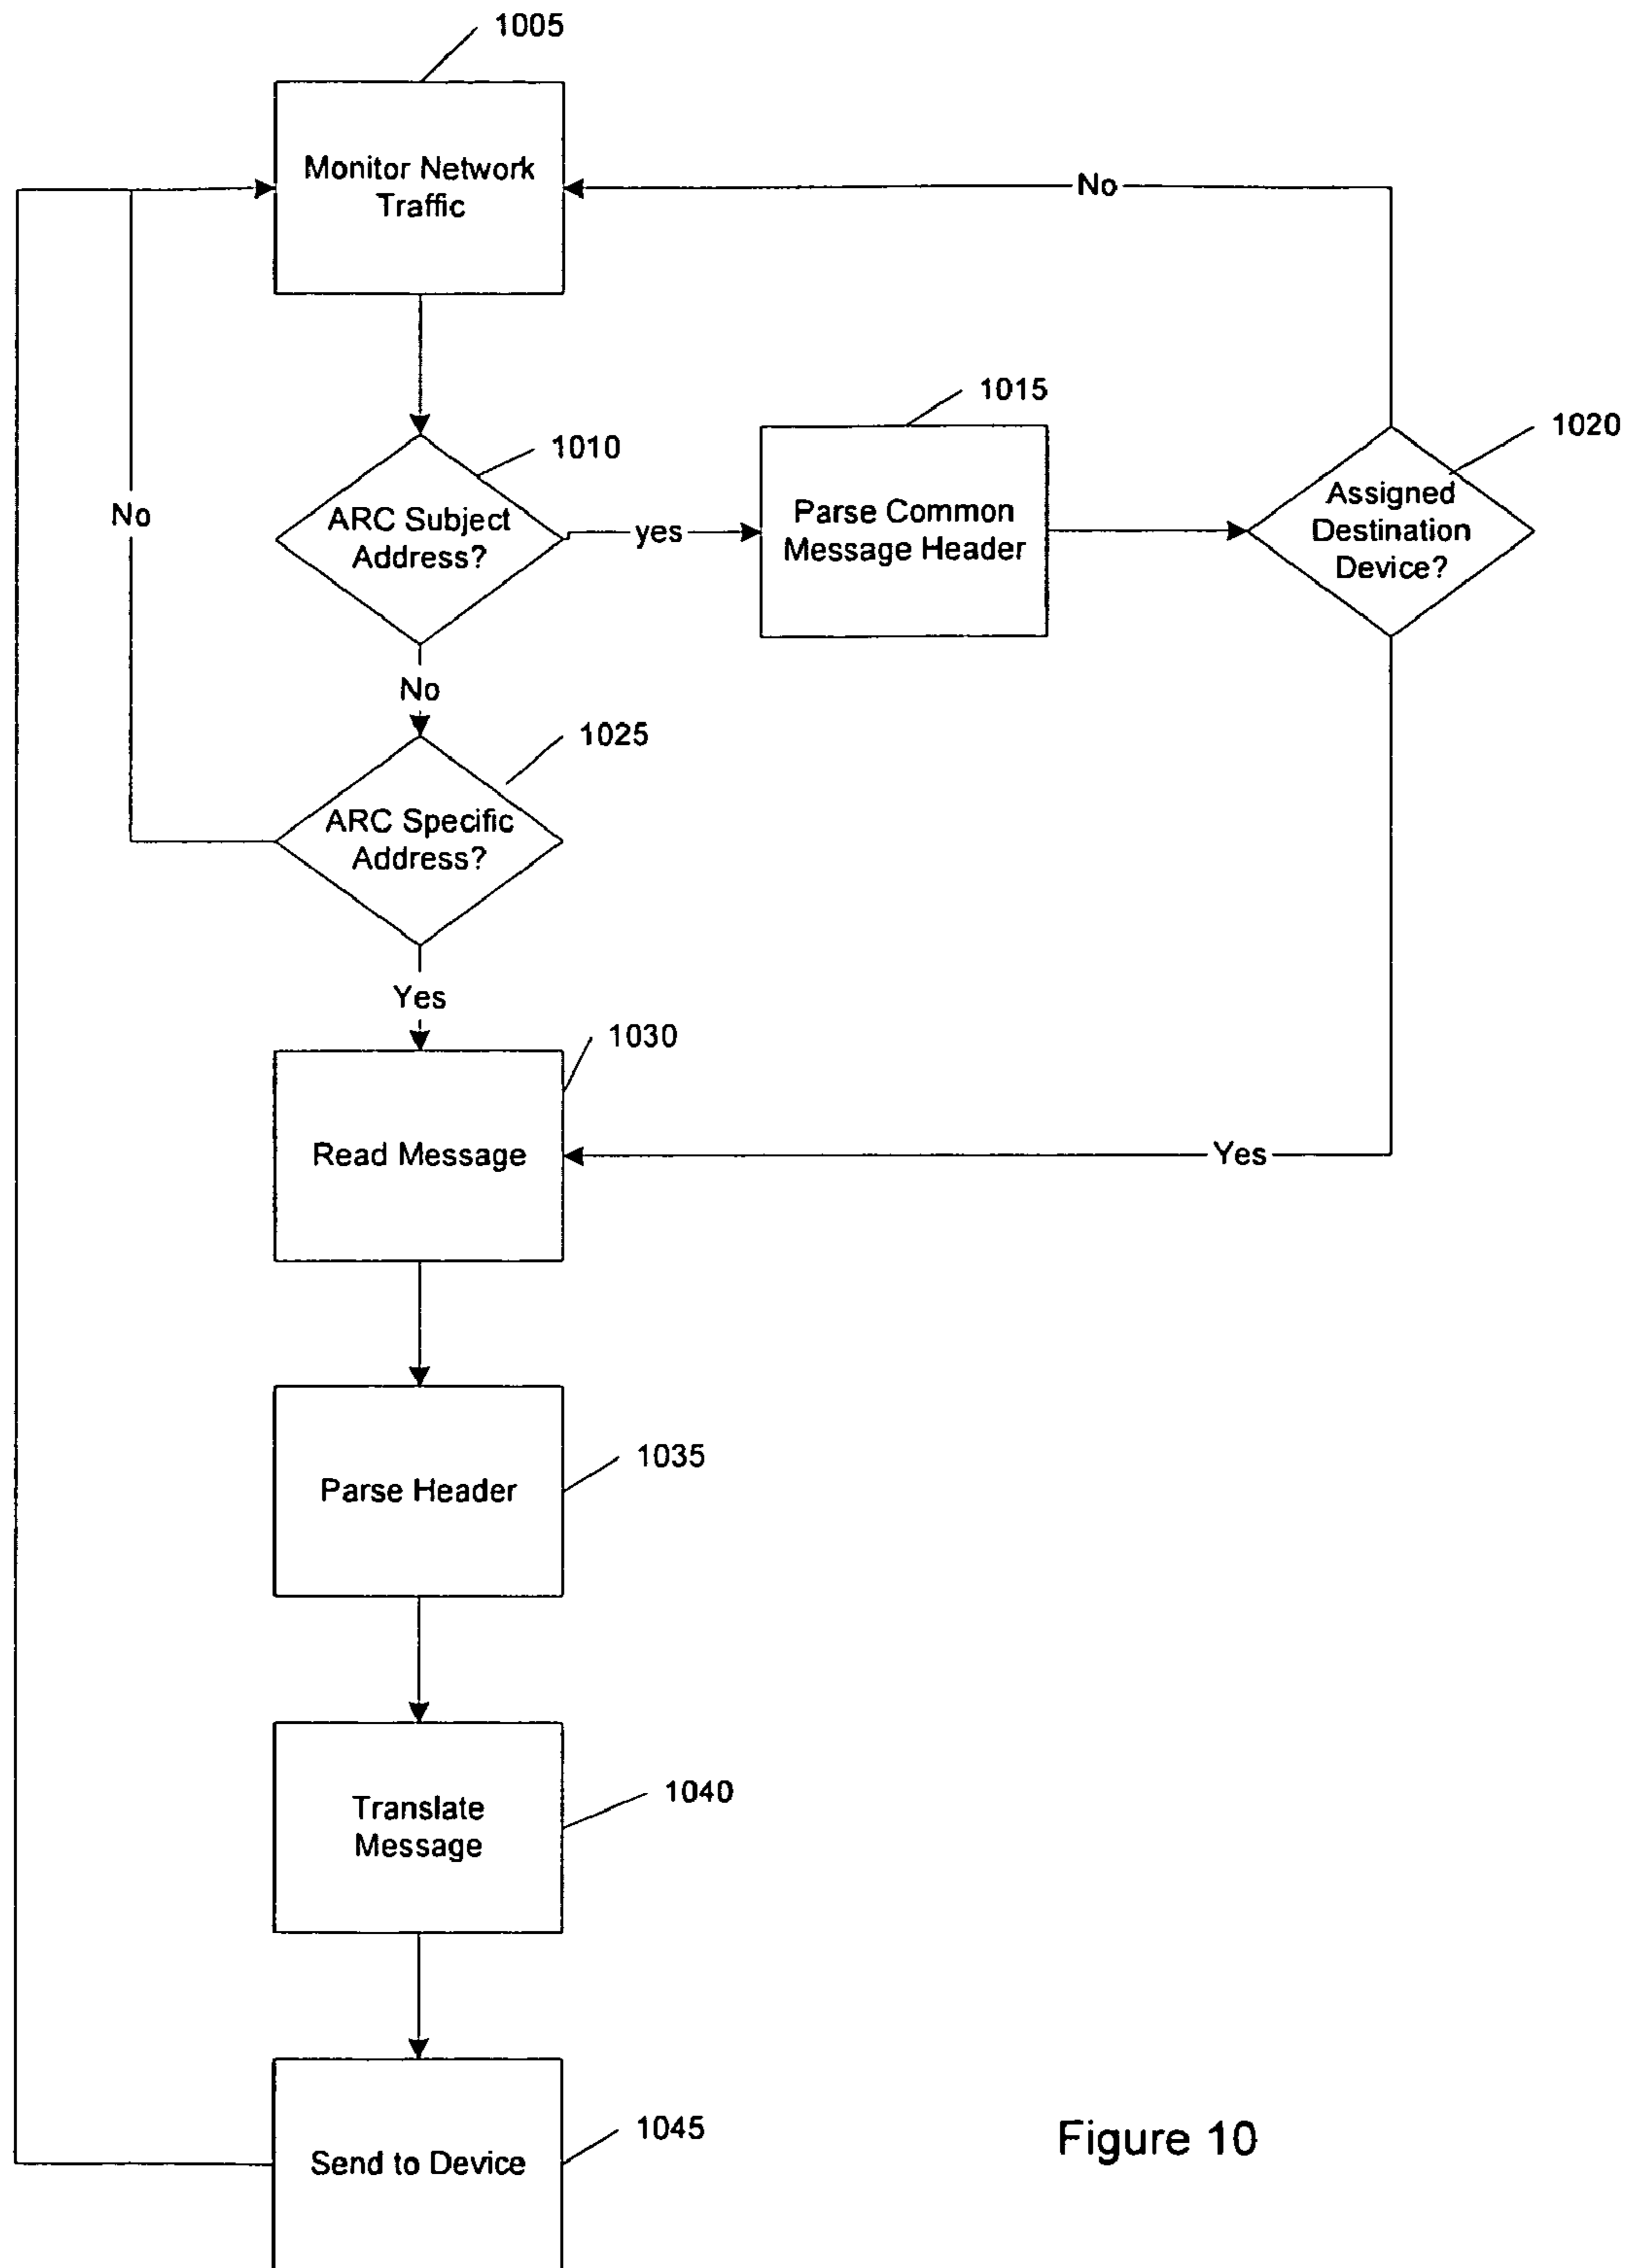 1005
Monitor Network
Traffic
No
1015
1020
1010
No
ARC Subject
Address?
yes
Parse Common
Message Header
Assigned
Destination
Device?
No
1025
ARC Specific
Address?
Yes
1030
Read Message
Yes
1035
Parse Header
1040
Translate
Message
1045
Send to Device
Figure 10